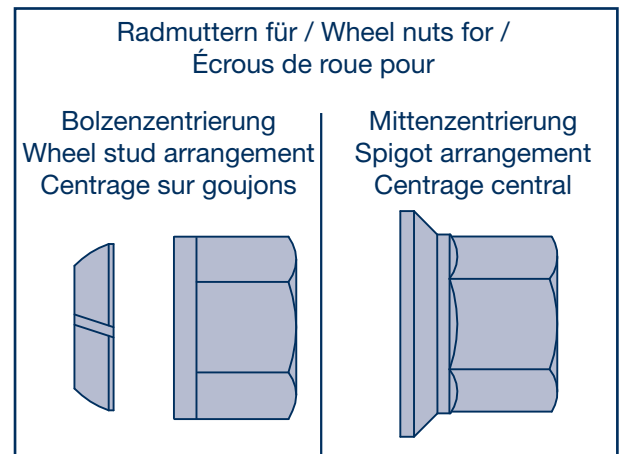 Radmuttern für / Wheel nuts for /
Écrous de roue pour
Bolzenzentrierung
Wheel stud arrangement
Centrage sur goujons
Mittenzentrierung
Spigot arrangement
Centrage central